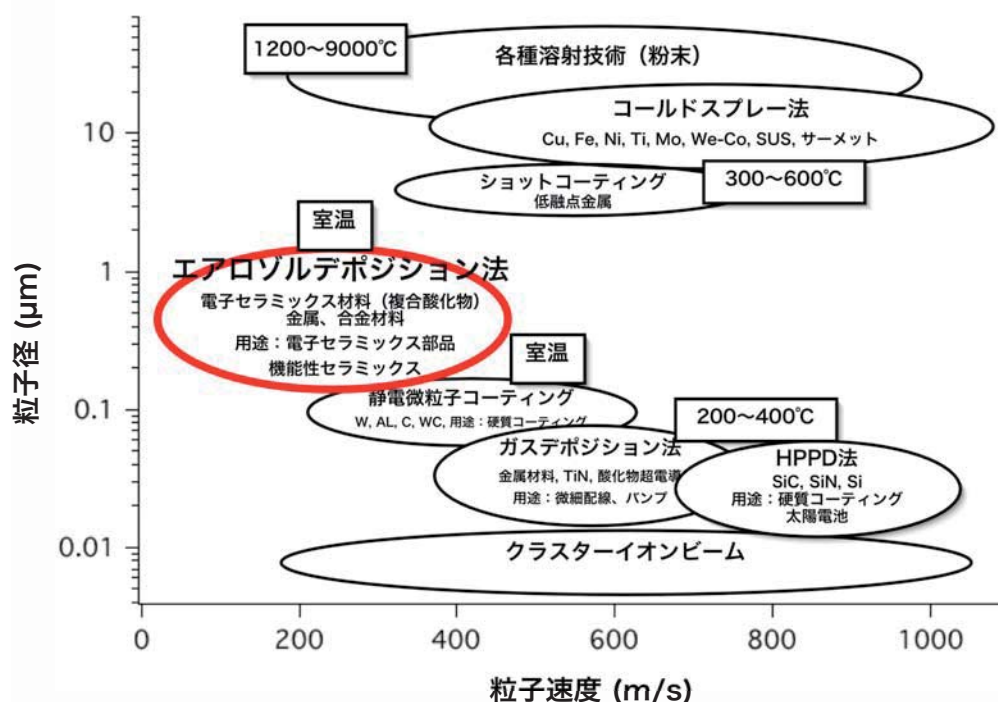 1200〜9000℃
各種溶射技術（粉末）
コールドスプレー法
Cu, Fe, Ni, Ti, Mo, We-Co, SUS, サーメット
ショットコーティング
低融点金属
300〜600℃
室温
エアロゾルデポジション法
電子セラミックス材料（複合酸化物）
金属、合金材料
用途：電子セラミックス部品
機能性セラミックス
室温
静電微粒子コーティング
W, AL, C, WC, 用途：硬質コーティング
200〜400℃
ガスデポジション法
金属材料, TiN, 酸化物超電導
用途：微細配線、バンプ
HPPD法
SiC, SiN, Si
用途：硬質コーティング
太陽電池
クラスターイオンビーム
粒子径 (μm)
10
1
0.1
0.01
0
200
400
600
800
1000
粒子速度 (m/s)